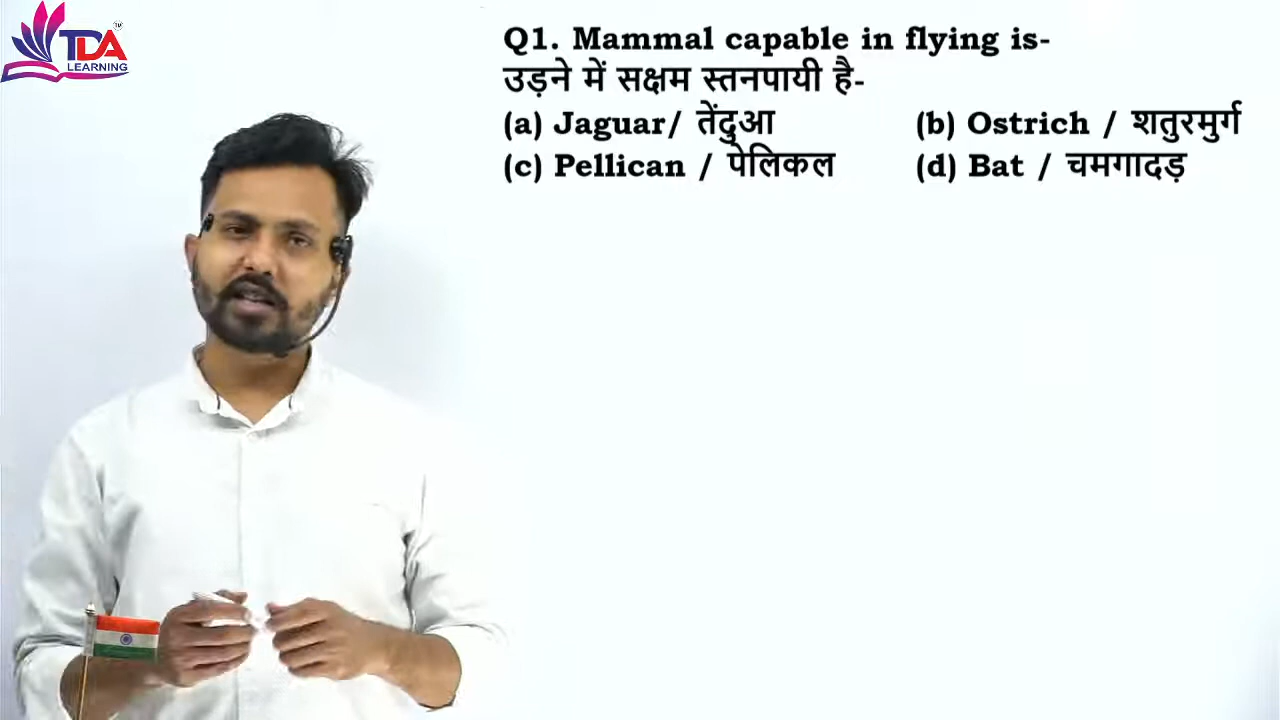 TDA
LEARNING
Q1. Mammal capable in flying is-
उड़ने में सक्षम स्तनपायी है-
(a) Jaguar/ तेंदुआ (b) Ostrich / शतुरमुर्ग
(c) Pellican / पेलिकल (d) Bat / चमगादड़